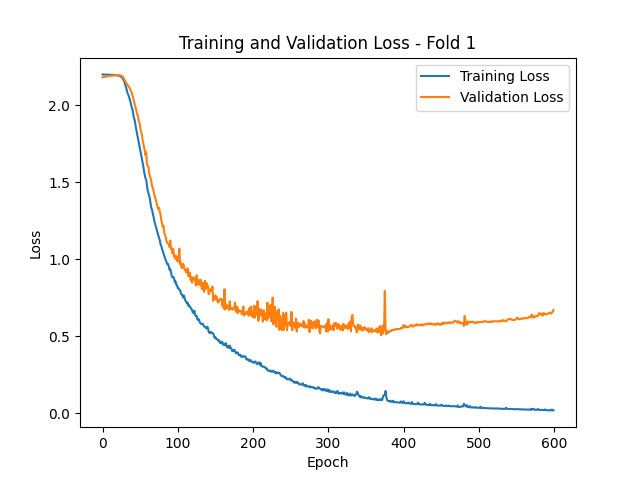 Training and Validation Loss - Fold 1
Training Loss
Validation Loss
2.0
1.5
1.0
0.5
0.0
Loss
0 100 200 300 400 500 600
Epoch